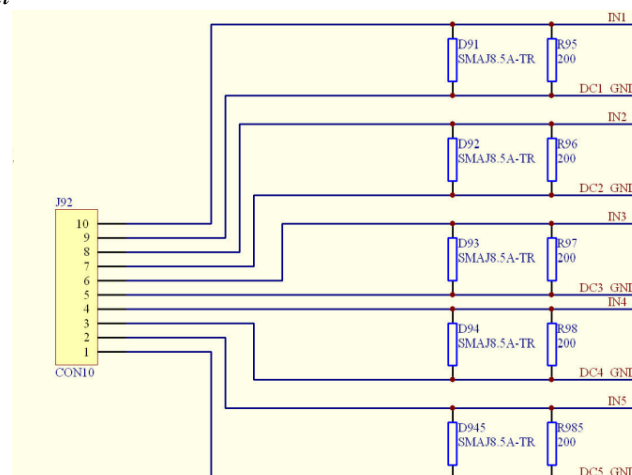 IN1
D91
R95
SMAJ8.5A-TR
200
DC1 GND
IN2
D92
R96
SMAJ8.5A-TR
200
DC2 GND
J92
IN3
10
9
8
7
6
5
4
3
2
1
CON10
D93
R97
SMAJ8.5A-TR
200
DC3 GND
IN4
D94
R98
SMAJ8.5A-TR
200
DC4 GND
IN5
D945
R985
SMAJ8.5A-TR
200
DC5 GND